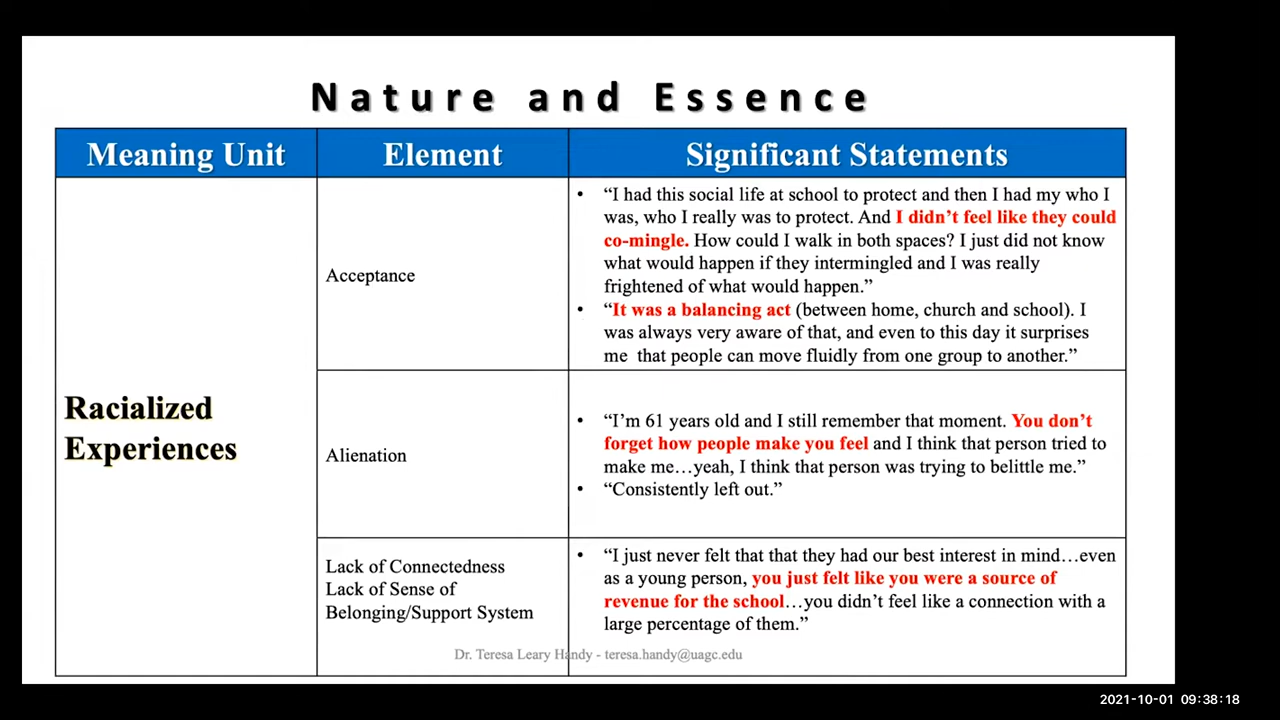 Nature and Essence
Meaning Unit
Element
Significant Statements
Racialized
Experiences
Acceptance
• “I had this social life at school to protect and then I had my who I
was, who I really was to protect. And I didn’t feel like they could
co-mingle. How could I walk in both spaces? I just did not know
what would happen if they intermingled and I was really
frightened of what would happen.”
• “It was a balancing act (between home, church and school). I
was always very aware of that, and even to this day it surprises
me that people can move fluidly from one group to another.”
Alienation
• “I’m 61 years old and I still remember that moment. You don’t
forget how people make you feel and I think that person tried to
make me…yeah, I think that person was trying to belittle me.”
• “Consistently left out.”
Lack of Connectedness
Lack of Sense of
Belonging/Support System
• “I just never felt that that they had our best interest in mind…even
as a young person, you just felt like you were a source of
revenue for the school…you didn’t feel like a connection with a
large percentage of them.”
Dr. Teresa Leary Handy - teresa.handy@uagc.edu
2021-10-01 09:38:18